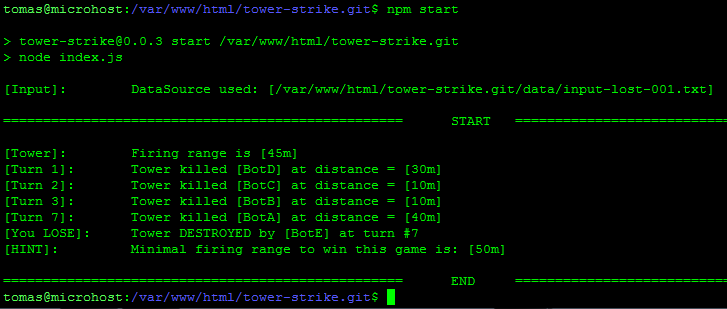 tomas@microhost:/var/www/html/tower-strike.git$ npm start
> tower-strike@0.0.3 start /var/www/html/tower-strike.git
> node index.js
[Input]: DataSource used: [/var/www/html/tower-strike.git/data/input-lost-001.txt]
================================================== START ===========================
[Tower]: Firing range is [45m]
[Turn 1]: Tower killed [BotD] at distance = [30m]
[Turn 2]: Tower killed [BotC] at distance = [10m]
[Turn 3]: Tower killed [BotB] at distance = [10m]
[Turn 7]: Tower killed [BotA] at distance = [40m]
[You LOSE]: Tower DESTROYED by [BotE] at turn #7
[HINT]: Minimal firing range to win this game is: [50m]
================================================== END ===========================
tomas@microhost:/var/www/html/tower-strike.git$